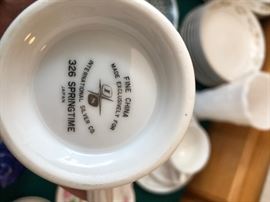 FINE CHINA
MADE EXCLUSIVELY FOR
INTERNATIONAL SILVER CO
326 SPRINGTIME
JAPAN